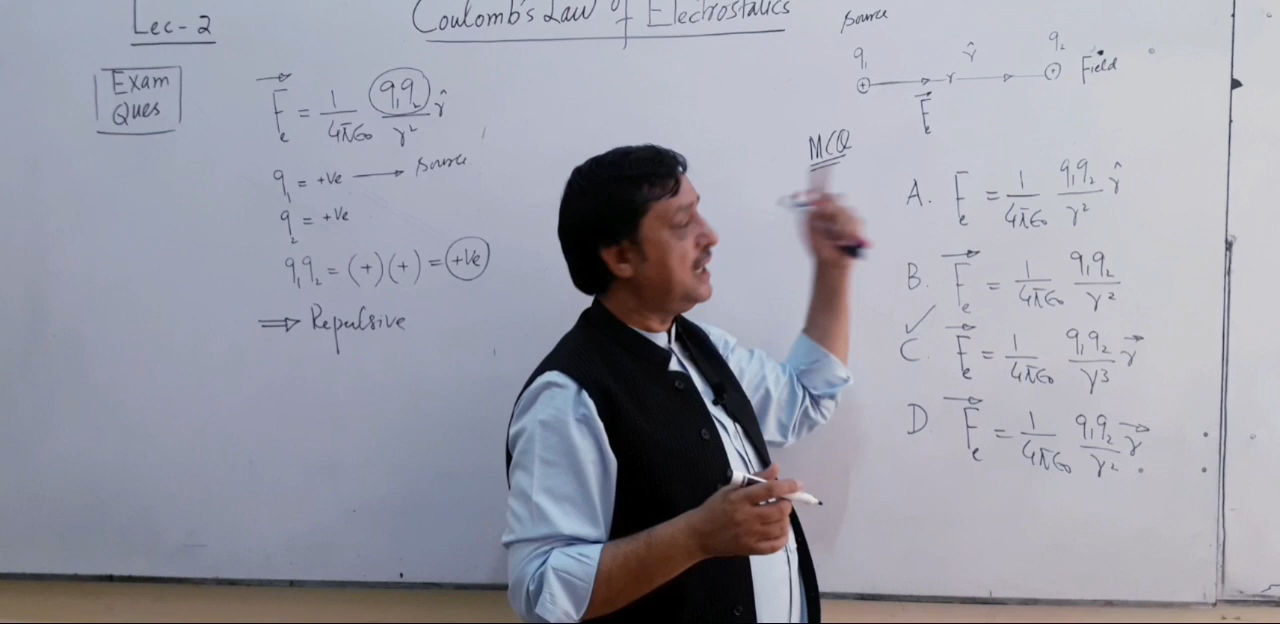 Lec-2
Coulomb's Law of Electrostatics
Exam
Ques
F⃗e = 1/4πϵ₀ q₁q₂/r² r̂
q₁ = +ve → source
q₂ = +ve
q₁q₂ = (+)(+) = +ve
⇒ Repulsive
source
q₁ r̂ q₂
+ r + Field
F⃗
MCQ
A. Fe = 1/4πϵ₀ q₁q₂/r² r̂
B. F⃗e = 1/4πϵ₀ q₁q₂/r²
✓
C. F⃗e = 1/4πϵ₀ q₁q₂/r³ r⃗
D F⃗e = 1/4πϵ₀ q₁q₂/r² r⃗